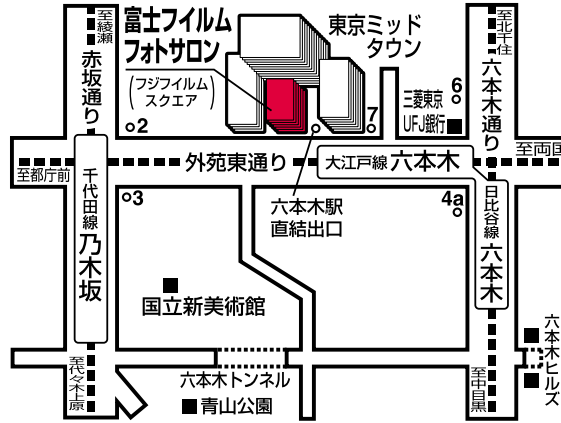 至綾瀬
富士フイルム
フォトサロン
(フジフイルム
スクエア)
東京ミッド
タウン
至北千住
赤坂通り
六本木通り
三菱東京
UFJ銀行
6
2
7
至両国
外苑東通り
大江戸線 六本木
至都庁前
千代田線 乃木坂
3
六本木駅
直結出口
4a
日比谷線 六本木
国立新美術館
六本木トンネル
青山公園
至代々木上原
至中目黒
六本木ヒルズ